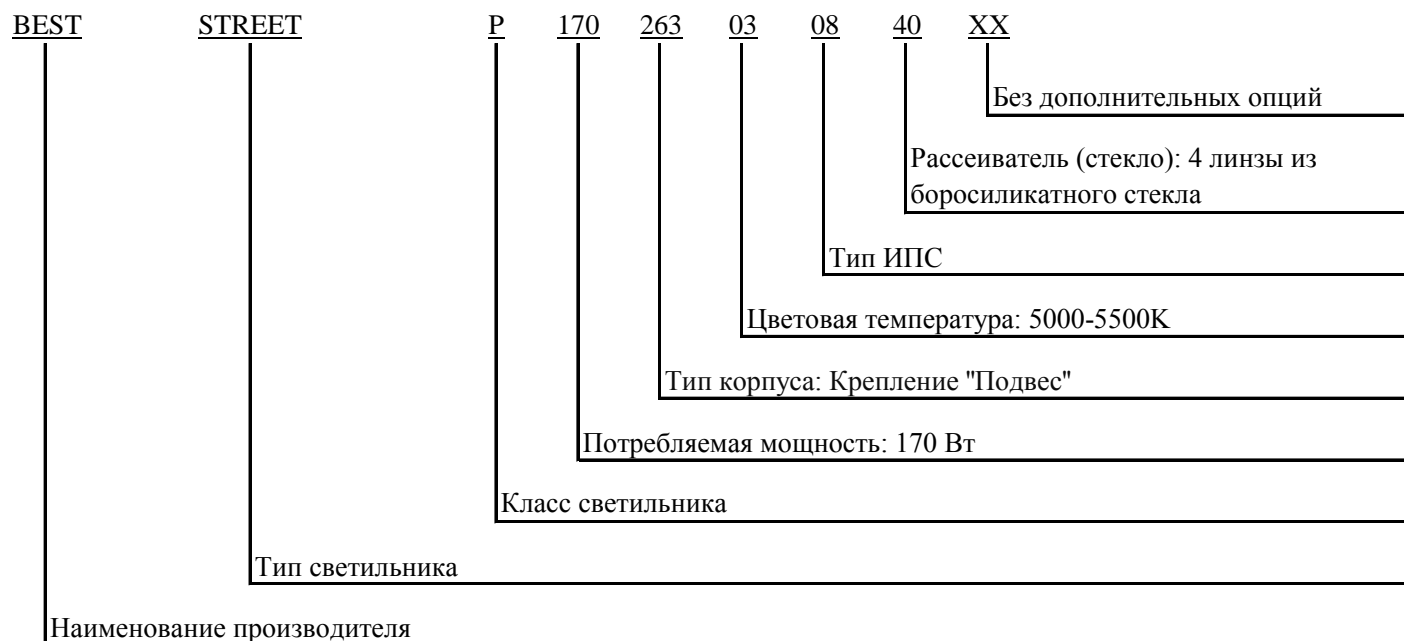 BEST STREET P 170 263 03 08 40 XX
Без дополнительных опций
Рассеиватель (стекло): 4 линзы из
боросиликатного стекла
Тип ИПС
Цветовая температура: 5000-5500K
Тип корпуса: Крепление "Подвес"
Потребляемая мощность: 170 Вт
Класс светильника
Тип светильника
Наименование производителя